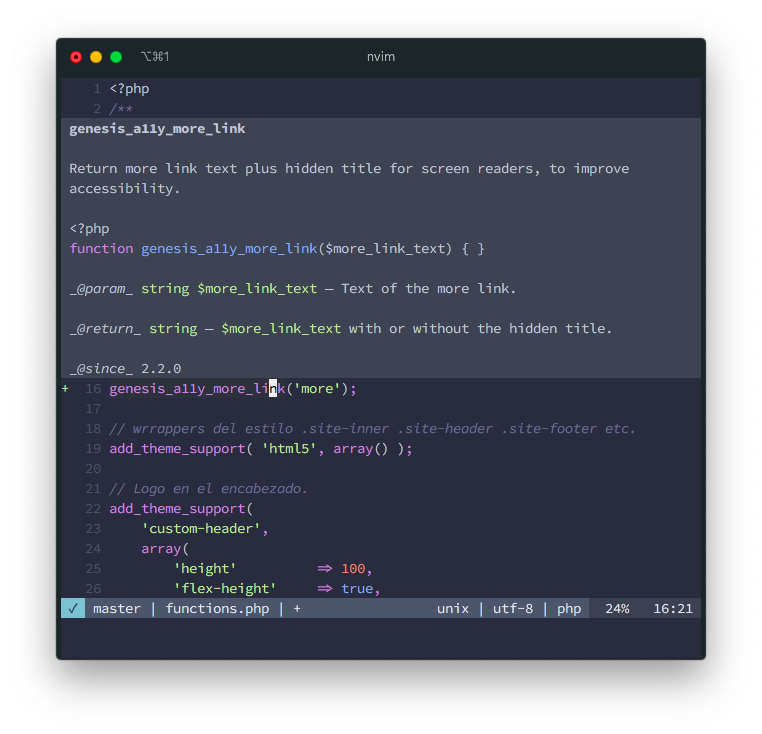 ⌥⌘1 nvim
1 <?php
2 /**
genesis_a11y_more_link
Return more link text plus hidden title for screen readers, to improve
accessibility.
<?php
function genesis_a11y_more_link($more_link_text) { }
_@param_ string $more_link_text — Text of the more link.
_@return_ string — $more_link_text with or without the hidden title.
_@since_ 2.2.0
+ 16 genesis_a11y_more_link('more');
17
18 // wrrappers del estilo .site-inner .site-header .site-footer etc.
19 add_theme_support( 'html5', array() );
20
21 // Logo en el encabezado.
22 add_theme_support(
23 'custom-header',
24 array(
25 'height' => 100,
26 'flex-height' => true,
✓ master | functions.php | + unix | utf-8 | php 24% 16:21